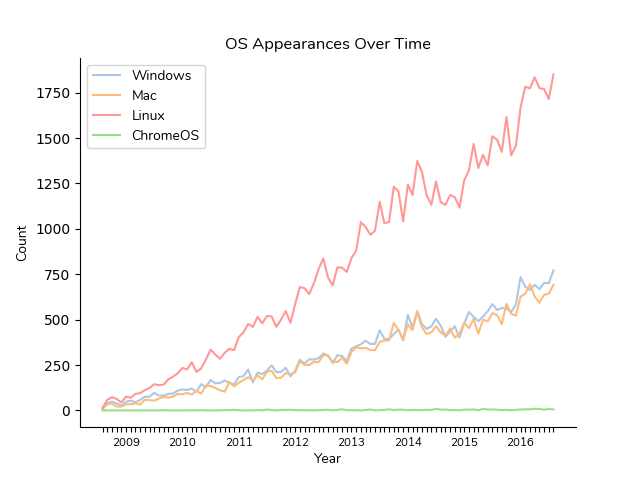 OS Appearances Over Time
Windows
Mac
Linux
ChromeOS
Count
1750
1500
1250
1000
750
500
250
0
2009 2010 2011 2012 2013 2014 2015 2016
Year